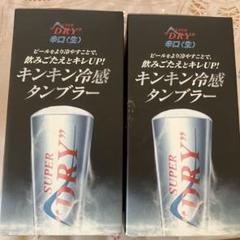 SUPER
"DRY"
辛口〈生〉
ビールをより冷やすことで、
飲みごたえとキレUP!
キンキン冷感
タンブラー
SUPER
"DRY"
SUPER
"DRY"
辛口〈生〉
ビールをより冷やすことで、
飲みごたえとキレUP!
キンキン冷感
タンブラー
SUPER
"DRY"